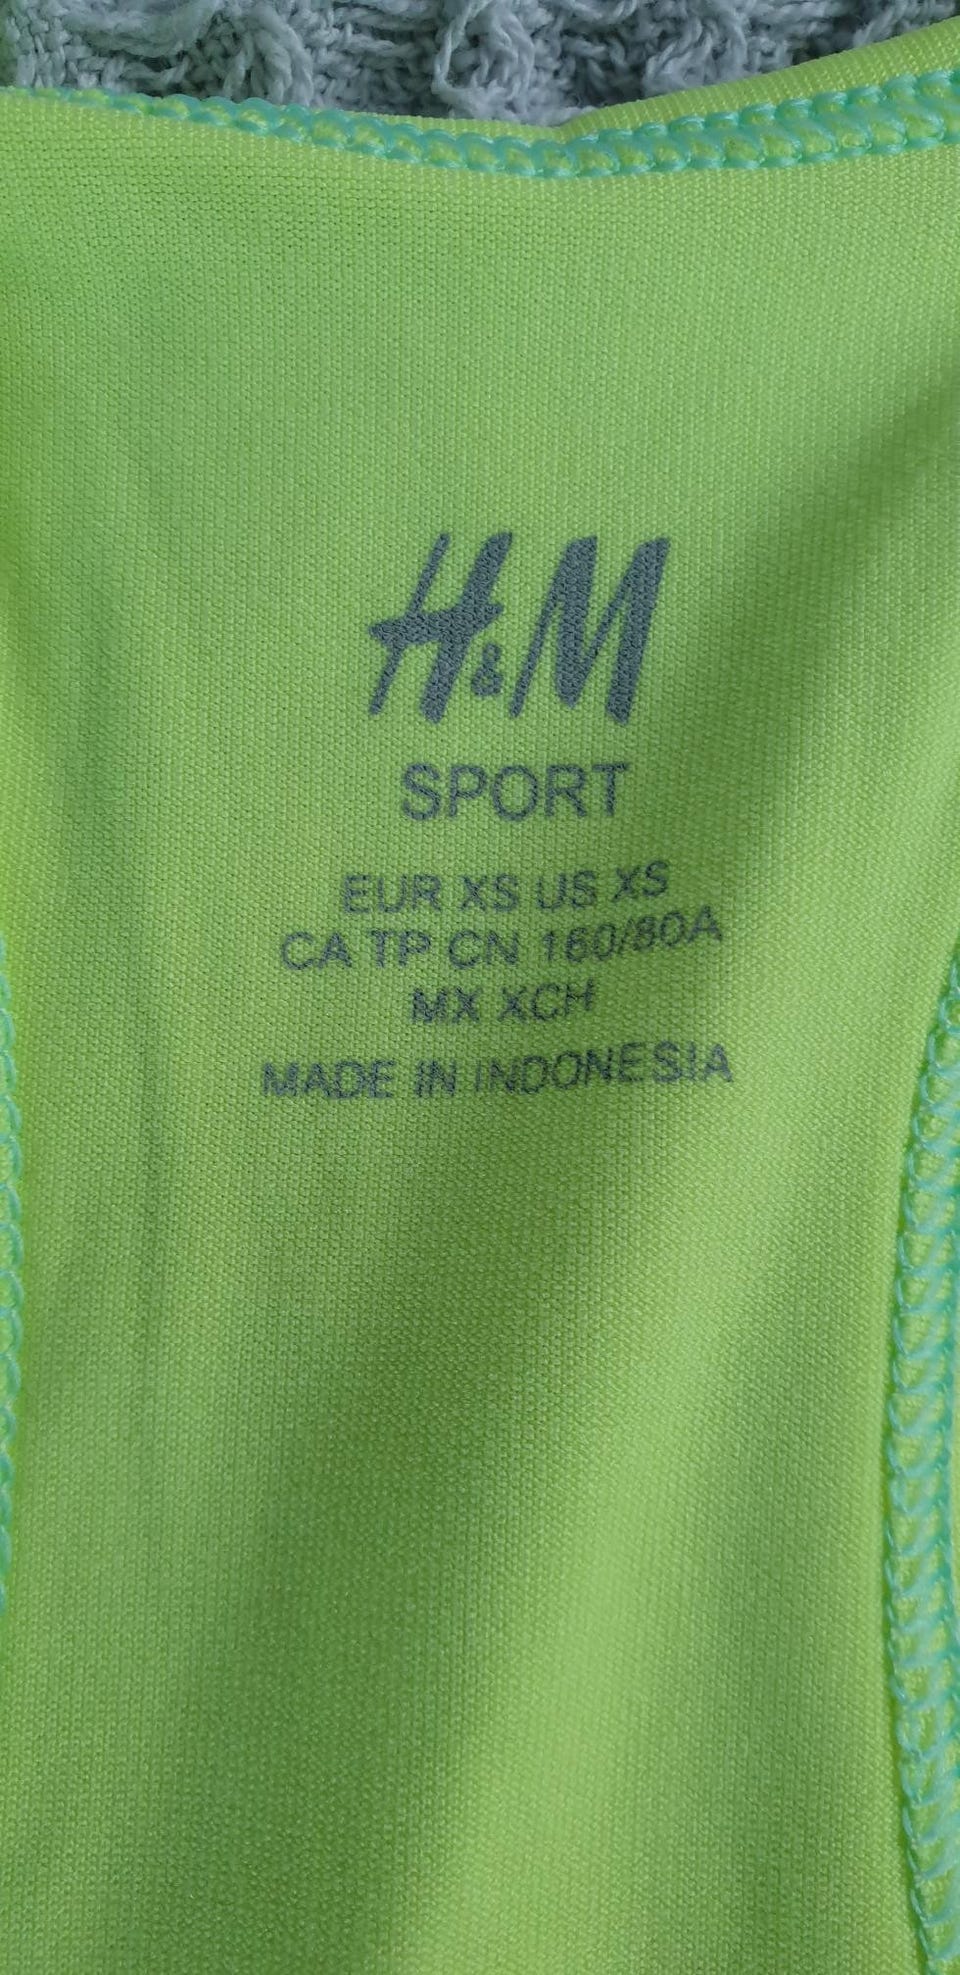 H&M
SPORT
EUR XS US XS
CA TP CN 160/80A
MX XCH
MADE IN INDONESIA